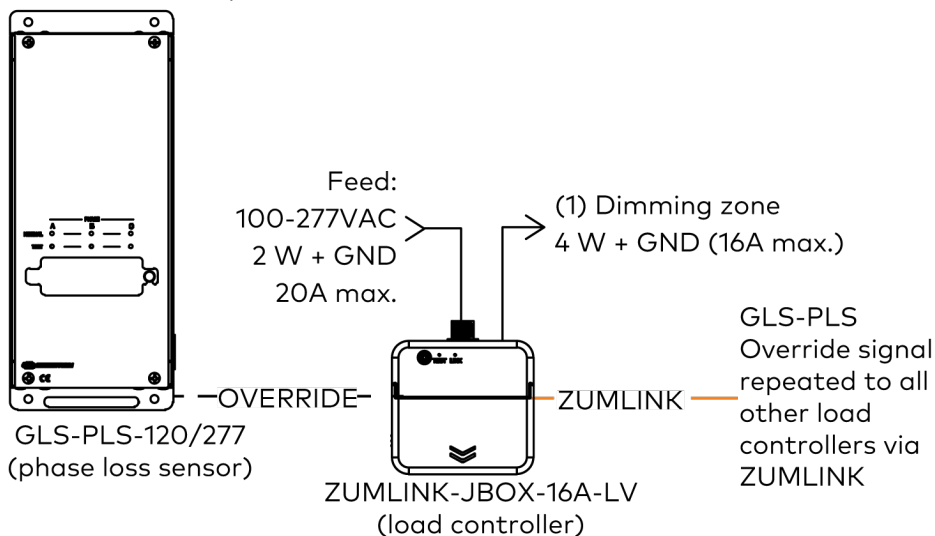 Feed:
100-277VAC
2 W + GND
20A max.
(1) Dimming zone
4 W + GND (16A max.)
A B
TEST LINK
OVERRIDE
ZUMLINK
GLS-PLS
Override signal
repeated to all
other load
controllers via
ZUMLINK
GLS-PLS-120/277
(phase loss sensor)
ZUMLINK-JBOX-16A-LV
(load controller)